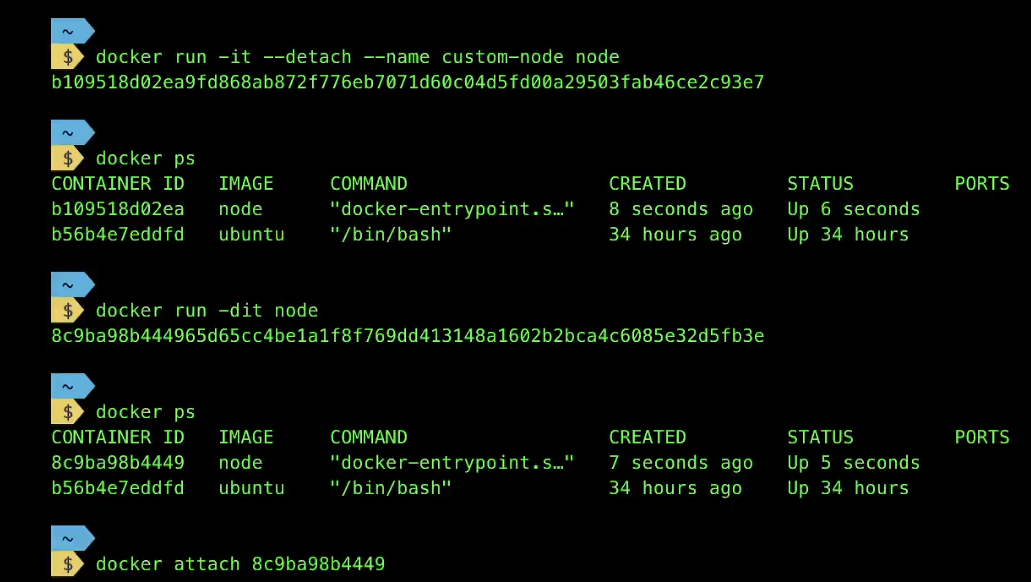 ~
$ docker run -it --detach --name custom-node node
b109518d02ea9fd868ab872f776eb7071d60c04d5fd00a29503fab46ce2c93e7
~
$ docker ps
CONTAINER ID IMAGE COMMAND CREATED STATUS PORTS
b109518d02ea node "docker-entrypoint.s…" 8 seconds ago Up 6 seconds
b56b4e7eddfd ubuntu "/bin/bash" 34 hours ago Up 34 hours
~
$ docker run -dit node
8c9ba98b444965d65cc4be1a1f8f769dd413148a1602b2bca4c6085e32d5fb3e
~
$ docker ps
CONTAINER ID IMAGE COMMAND CREATED STATUS PORTS
8c9ba98b4449 node "docker-entrypoint.s…" 7 seconds ago Up 5 seconds
b56b4e7eddfd ubuntu "/bin/bash" 34 hours ago Up 34 hours
~
$ docker attach 8c9ba98b4449